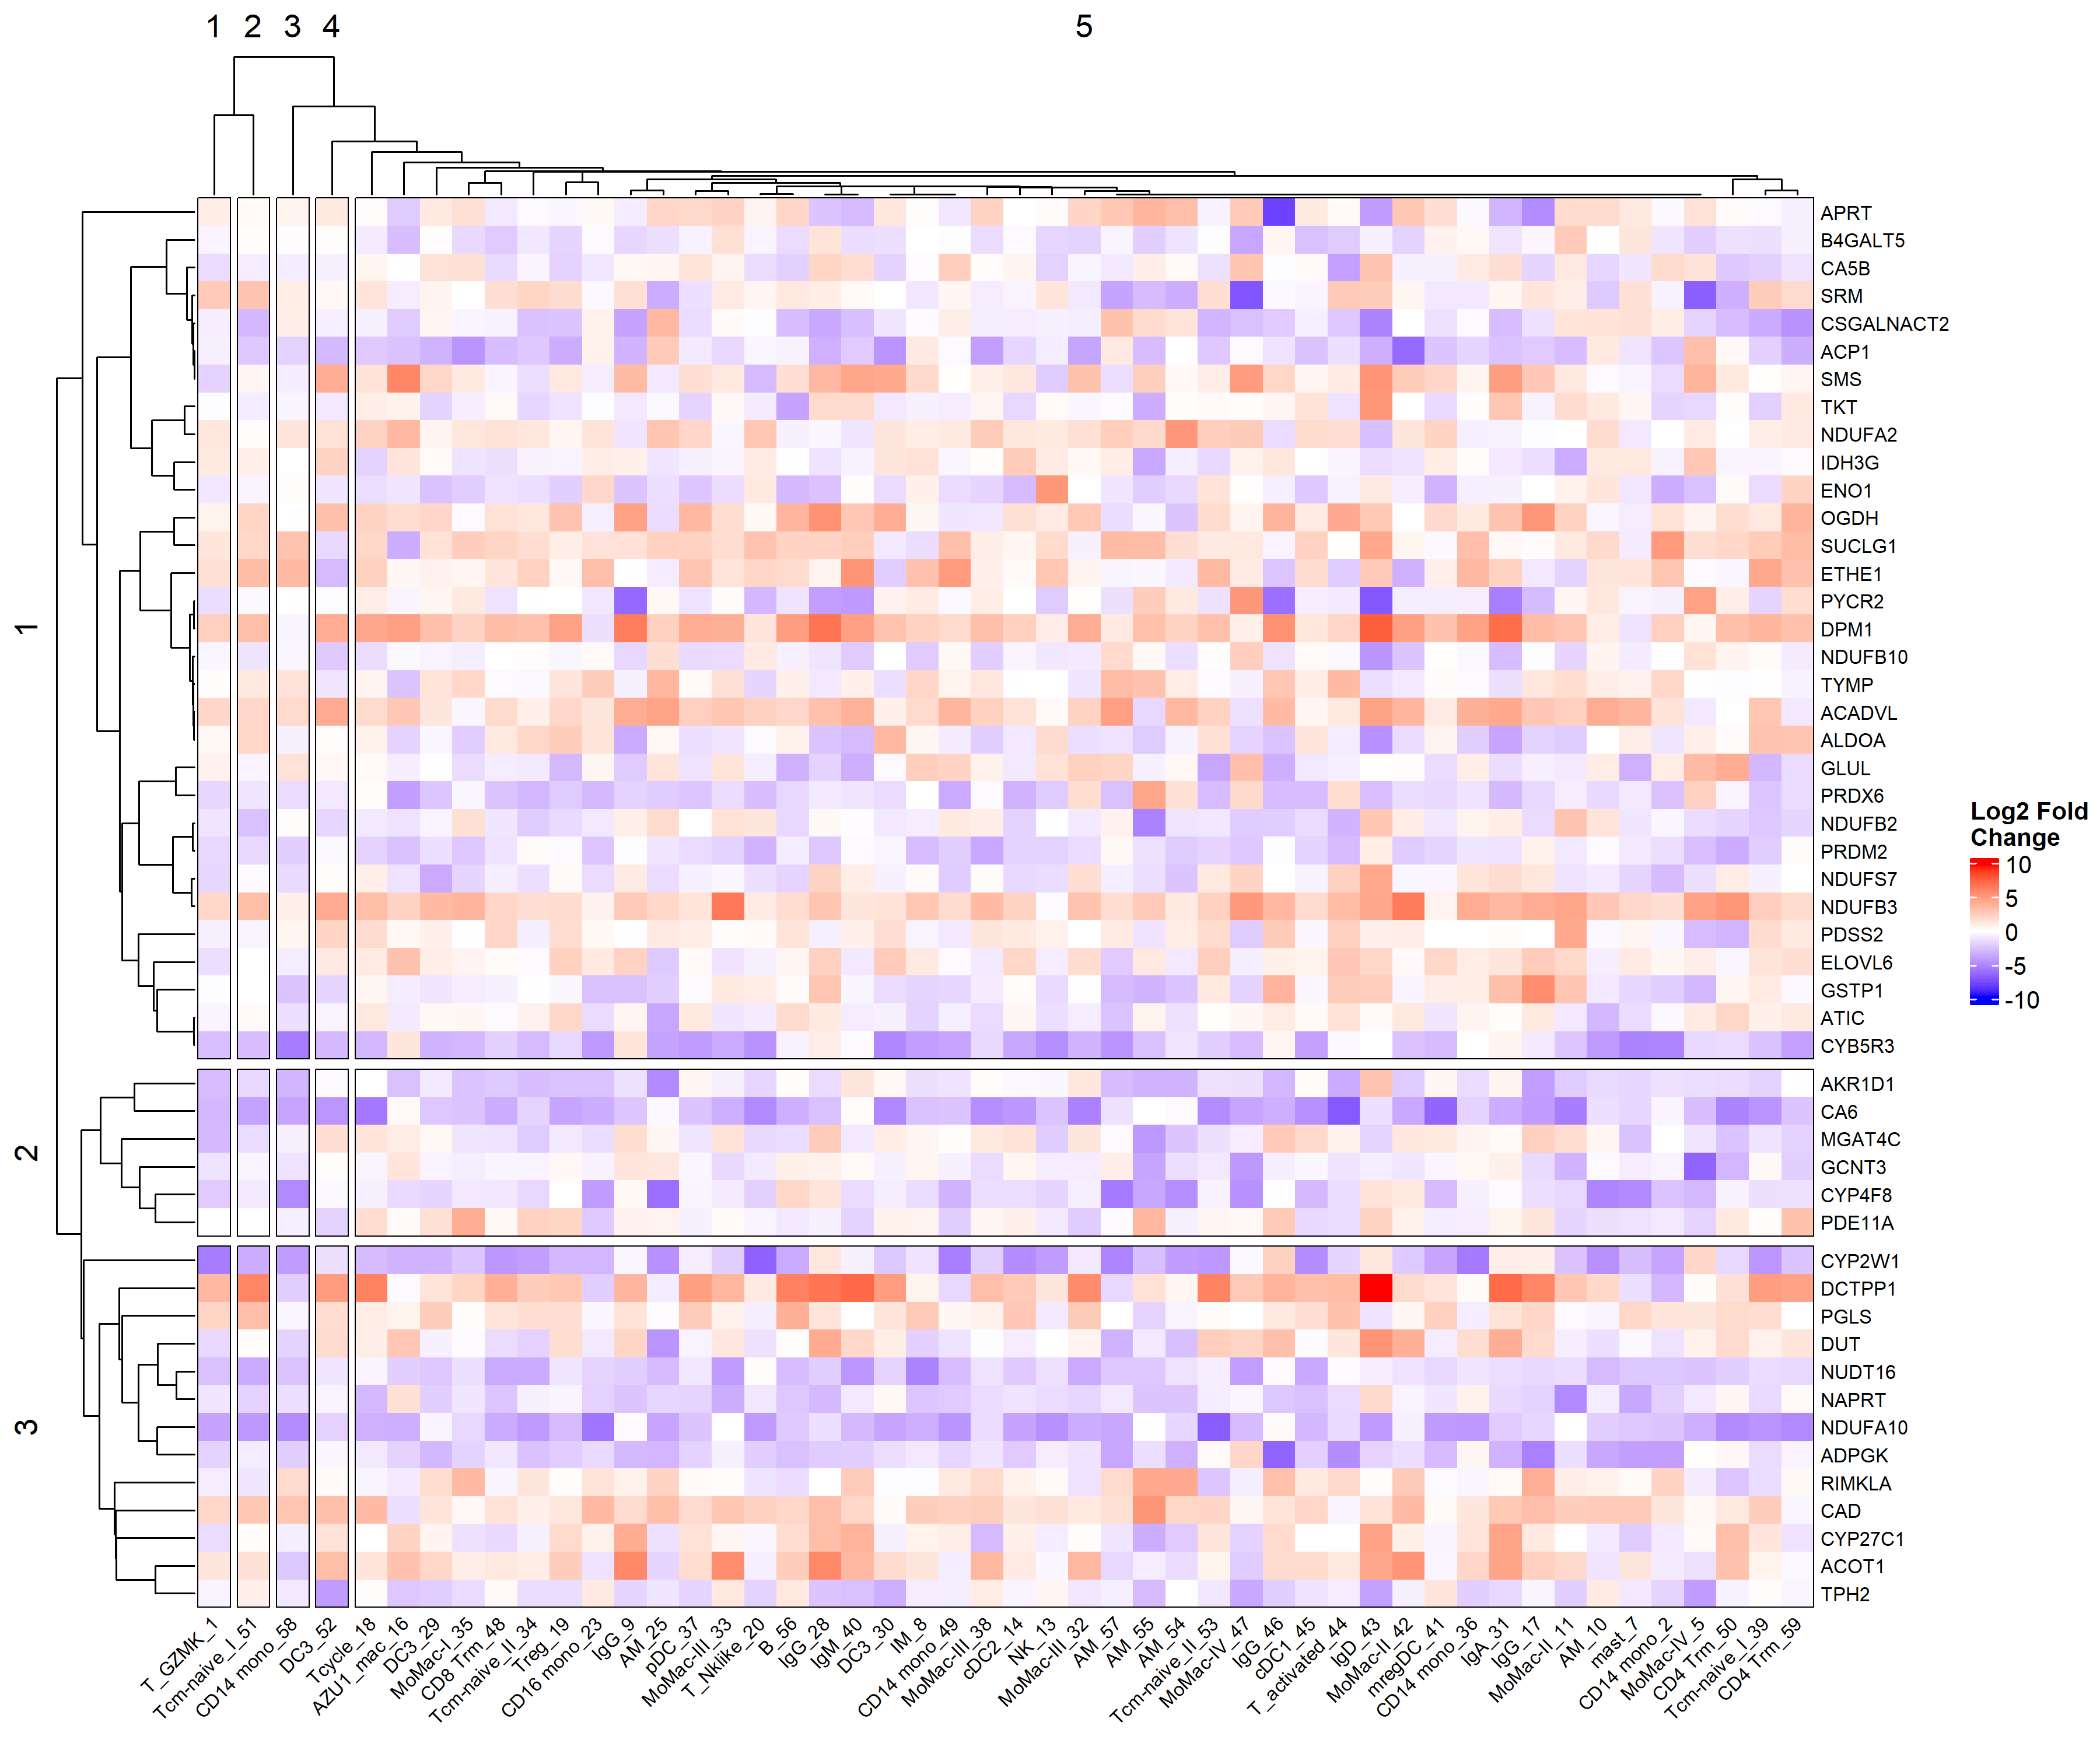 1 2 3 4 5
APRT
B4GALT5
CA5B
SRM
CSGALNACT2
ACP1
SMS
TKT
NDUFA2
IDH3G
ENO1
OGDH
SUCLG1
ETHE1
PYCR2
1
DPM1
NDUFB10
TYMP
ACADVL
ALDOA
GLUL
PRDX6
NDUFB2
PRDM2
NDUFS7
NDUFB3
PDSS2
ELOVL6
GSTP1
ATIC
CYB5R3
Log2 Fold
Change
10
5
0
-5
-10
AKR1D1
CA6
MGAT4C
2
GCNT3
CYP4F8
PDE11A
CYP2W1
DCTPP1
PGLS
DUT
NUDT16
NAPRT
3
NDUFA10
ADPGK
RIMKLA
CAD
CYP27C1
ACOT1
TPH2
T_GZMK_1
Tcm-naive_I_51
CD14 mono_58
DC3_52
Tcycle_18
AZU1_mac_16
DC3_29
MoMac-I_35
CD8 Trm_48
Tcm-naive_II_34
Treg_19
CD16 mono_23
IgG_9
AM_25
pDC_37
MoMac-III_33
T_Nklike_20
B_56
IgG_28
IgM_40
DC3_30
IM_8
CD14 mono_49
MoMac-III_38
cDC2_14
NK_13
MoMac-III_32
AM_57
AM_55
AM_54
Tcm-naive_II_53
MoMac-IV_47
IgG_46
cDC1_45
T_activated_44
IgD_43
MoMac-II_42
mregDC_41
CD14 mono_36
IgA_31
IgG_17
MoMac-II_11
AM_10
mast_7
CD14 mono_2
MoMac-IV_5
CD4 Trm_50
Tcm-naive_I_39
CD4 Trm_59